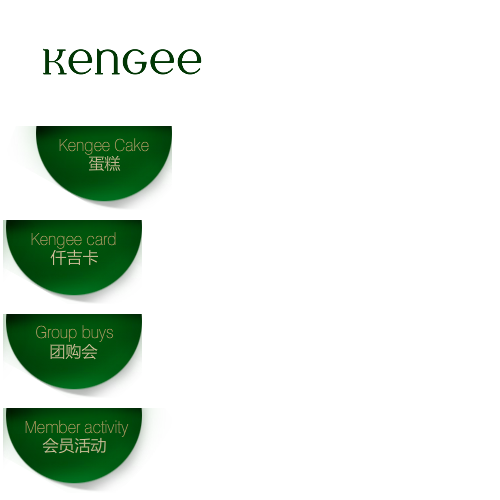 Kengee
Kengee Cake
蛋糕
Kengee card
仟吉卡
Group buys
团购会
Member activity
会员活动